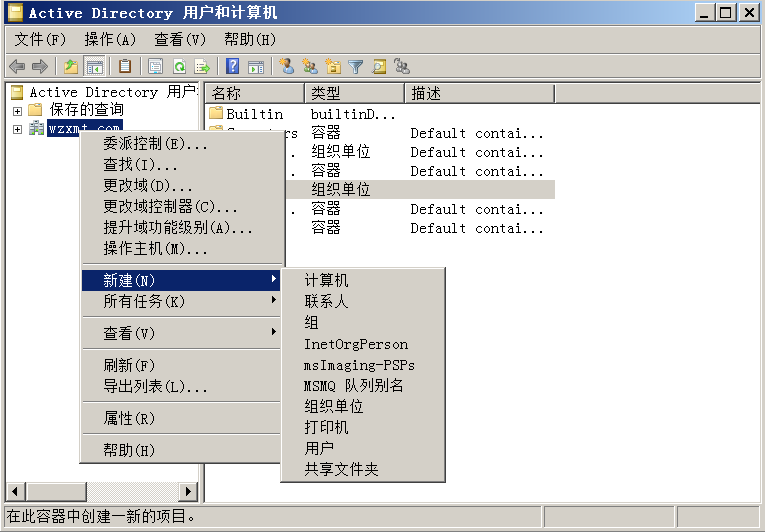 Active Directory 用户和计算机
文件(F) 操作(A) 查看(V) 帮助(H)
Active Directory 用户
保存的查询
wzxmt.com
名称 类型 描述
Builtin builtinD...
容器 Default contai...
组织单位
容器 Default contai...
组织单位
容器 Default contai...
容器 Default contai...
委派控制(E)...
查找(I)...
更改域(D)...
更改域控制器(C)...
提升域功能级别(A)...
操作主机(M)...
新建(N)
所有任务(K)
查看(V)
刷新(F)
导出列表(L)...
属性(R)
帮助(H)
计算机
联系人
组
InetOrgPerson
msImaging-PSPs
MSMQ 队列别名
组织单位
打印机
用户
共享文件夹
在此容器中创建一新的项目。